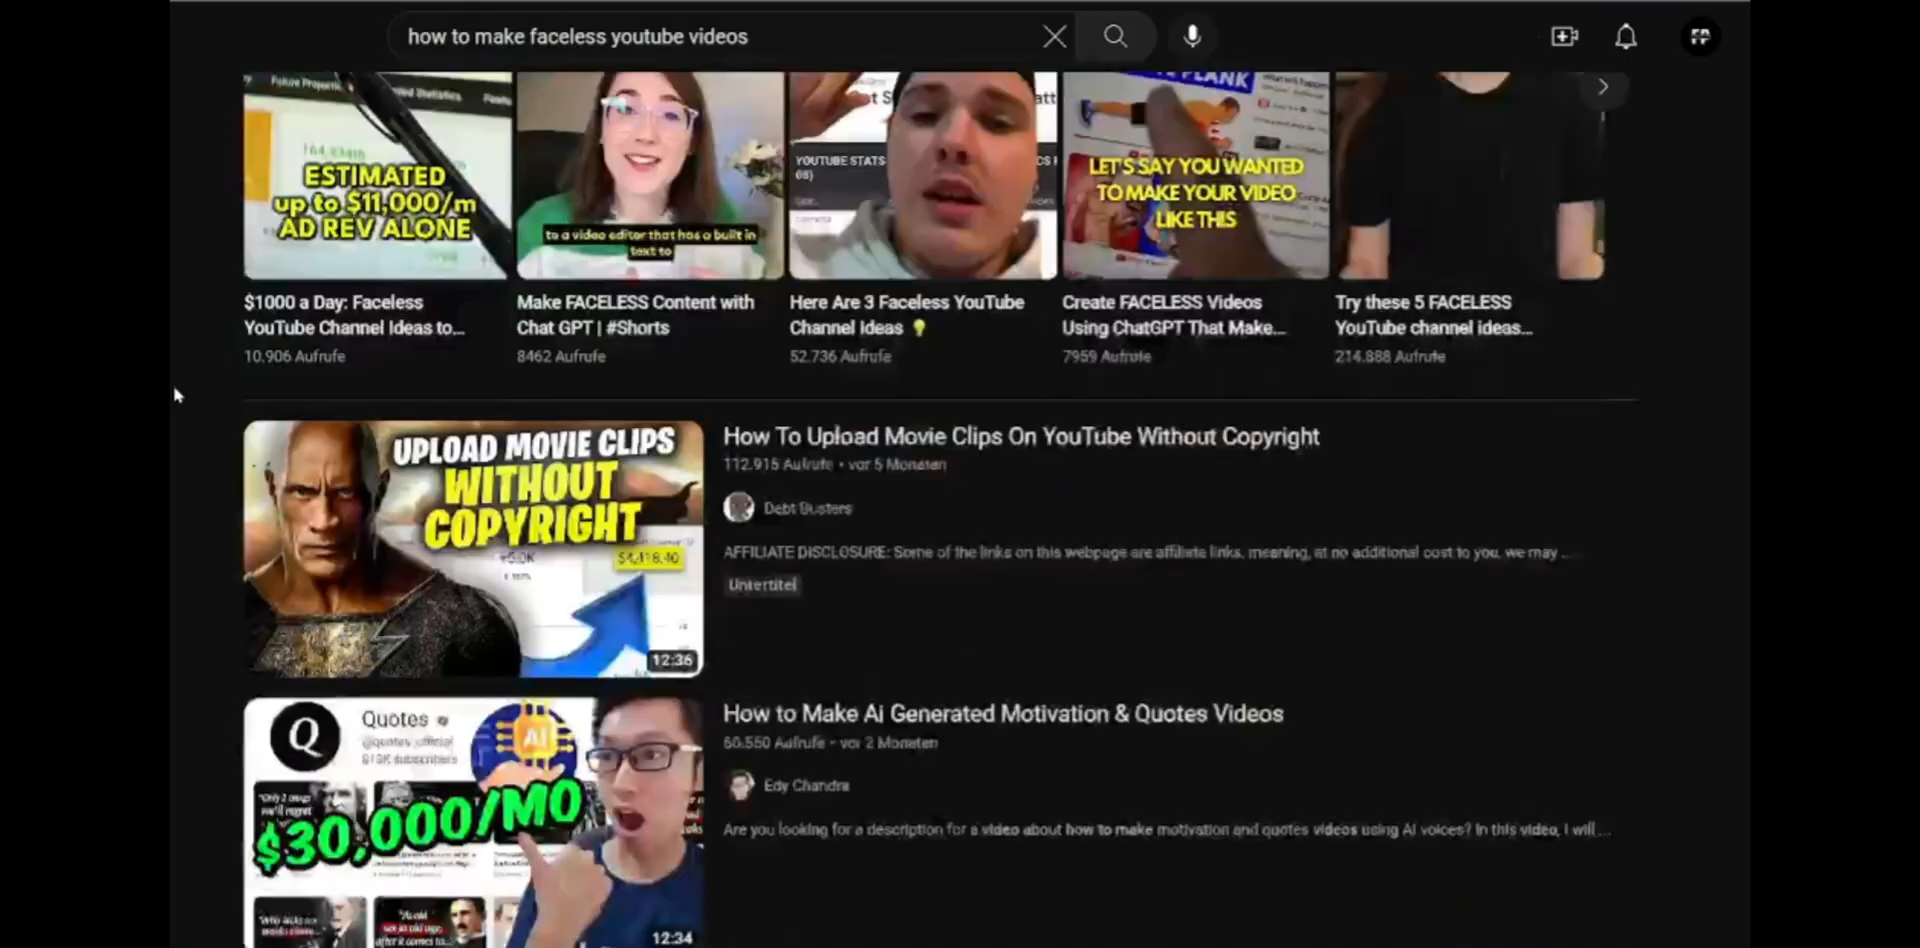 how to make faceless youtube videos
ESTIMATED
up to $11,000/m
AD REV ALONE
to a video editor that has a built in
text to
YOUTUBE STATS
LET'S SAY YOU WANTED
TO MAKE YOUR VIDEO
LIKE THIS
PLANK
$1000 a Day: Faceless
YouTube Channel Ideas to...
10.906 Aufrufe
Make FACELESS Content with
Chat GPT | #Shorts
8462 Aufrufe
Here Are 3 Faceless YouTube
Channel Ideas
52.736 Aufrufe
Create FACELESS Videos
Using ChatGPT That Make...
7959 Aufrufe
Try these 5 FACELESS
YouTube channel ideas...
214.888 Aufrufe
UPLOAD MOVIE CLIPS
WITHOUT
COPYRIGHT
$4,418.40
12:36
How To Upload Movie Clips On YouTube Without Copyright
112.915 Aufrufe • vor 5 Monaten
Debt Busters
AFFILIATE DISCLOSURE: Some of the links on this webpage are affiliate links, meaning, at no additional cost to you, we may ...
Untertitel
Q
Quotes
@quotes_official
subscribers
AI
$30,000/MO
12:34
How to Make Ai Generated Motivation & Quotes Videos
60.550 Aufrufe • vor 2 Monaten
Edy Chandra
Are you looking for a description for a video about how to make motivation and quotes videos using AI voices? In this video, I will ...